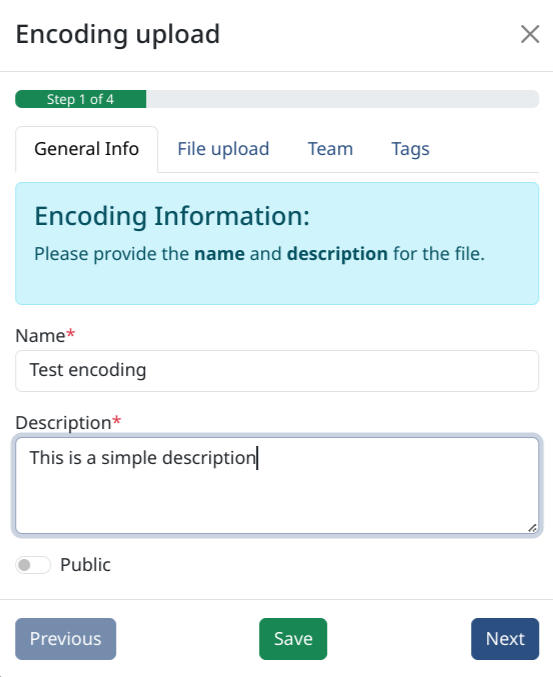 Encoding upload
Step 1 of 4
General Info File upload Team Tags
Encoding Information:
Please provide the name and description for the file.
Name*
Test encoding
Description*
This is a simple description
Public
Previous Save Next